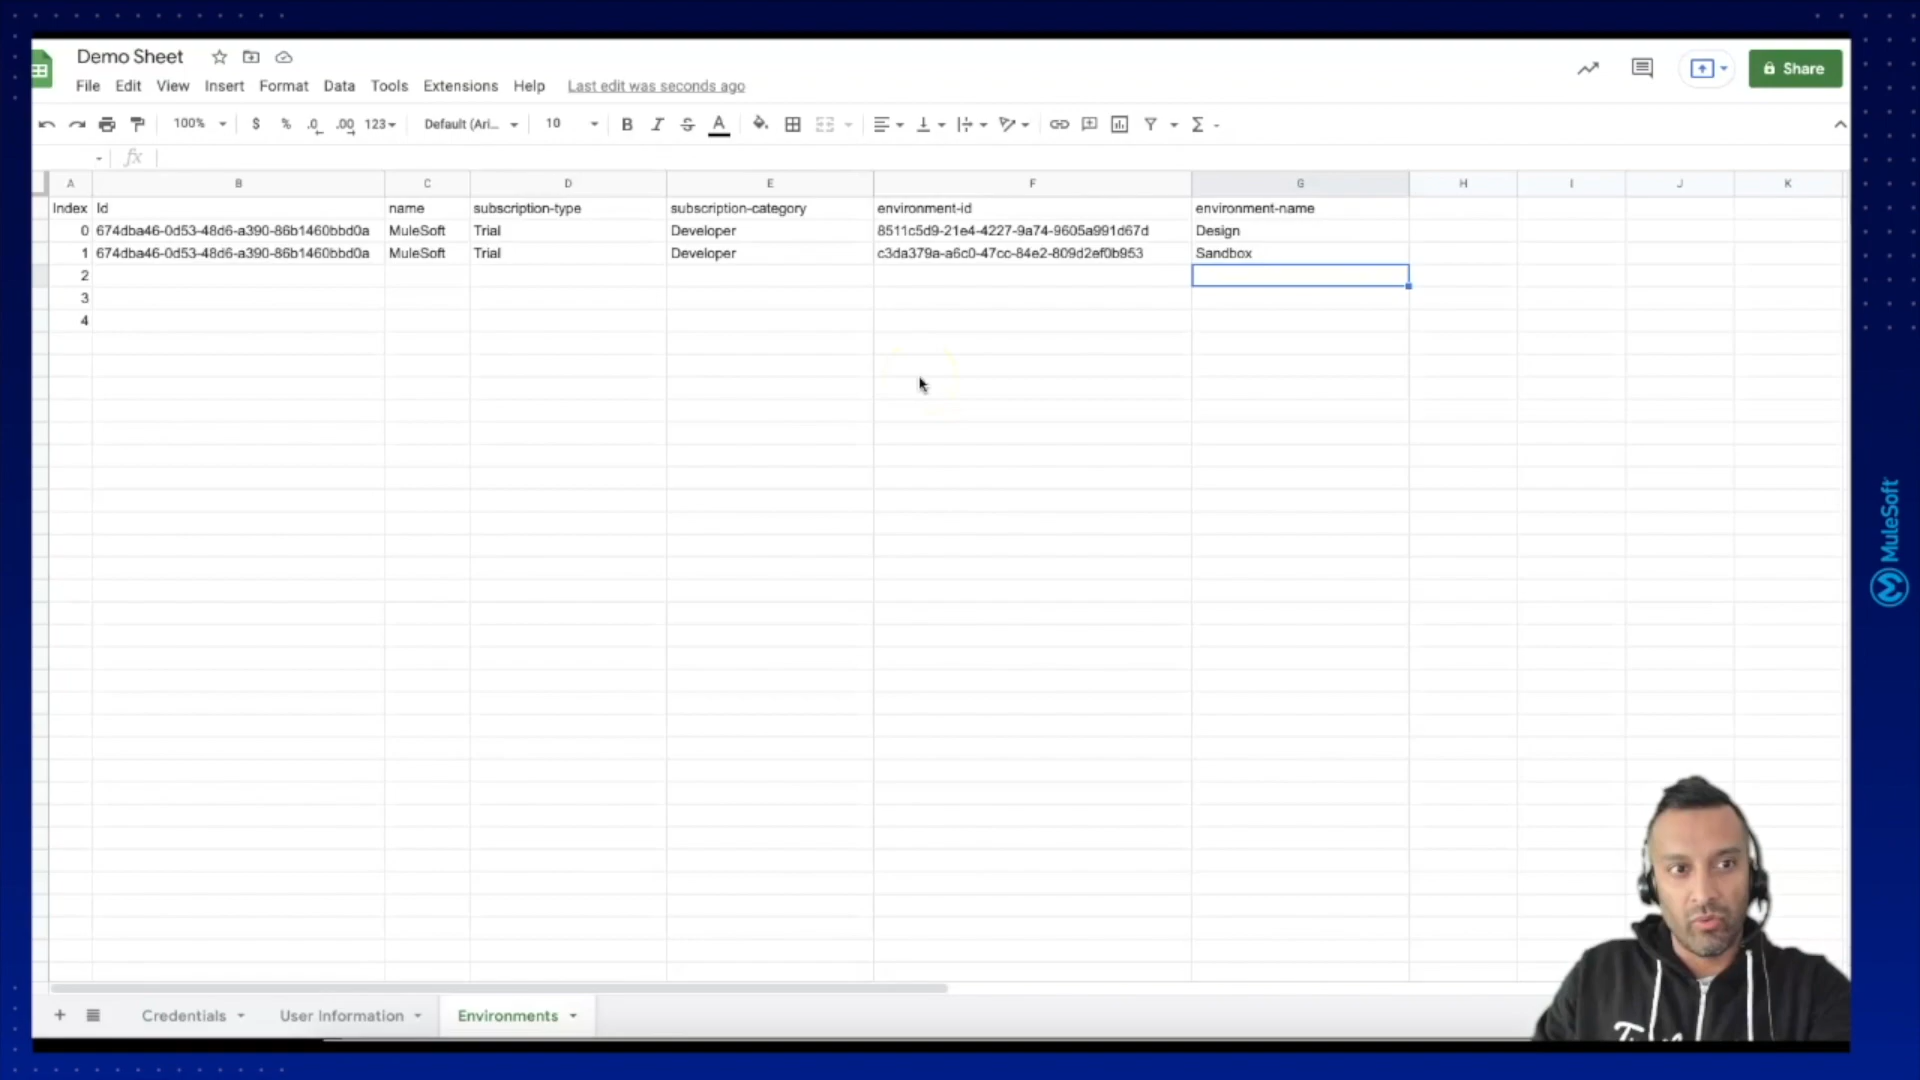 Demo Sheet
File Edit View Insert Format Data Tools Extensions Help Last edit was seconds ago
Share
100% $ % .0 .00 123 Default (Ari... 10 B I S A Σ
fx
A B C D E F G H I J K
Index Id name subscription-type subscription-category environment-id environment-name
0 674dba46-0d53-48d6-a390-86b1460bbd0a MuleSoft Trial Developer 8511c5d9-21e4-4227-9a74-9605a991d67d Design
1 674dba46-0d53-48d6-a390-86b1460bbd0a MuleSoft Trial Developer c3da379a-a6c0-47cc-84e2-809d2ef0b953 Sandbox
2
3
4
MuleSoft
+ Credentials User Information Environments